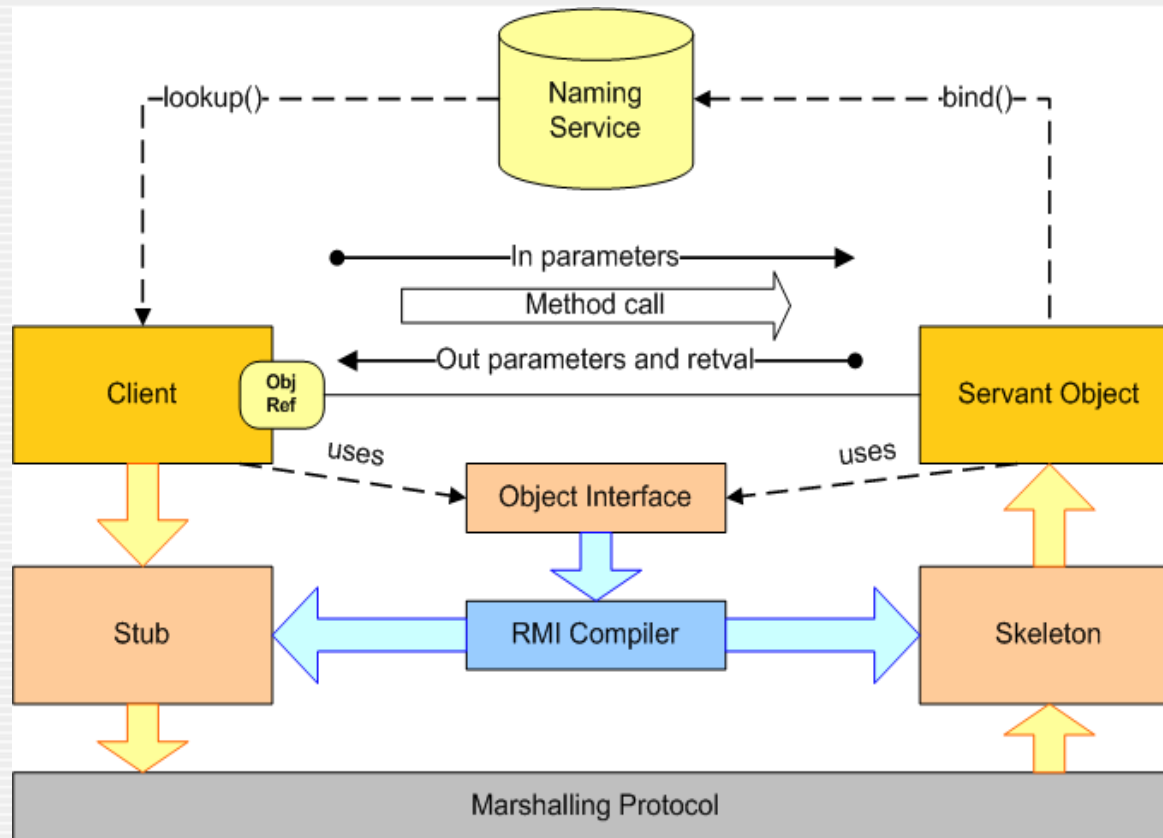 Naming
Service
lookup()
bind()
In parameters
Method call
Out parameters and retval
Client
Obj
Ref
Servant Object
uses
uses
Object Interface
Stub
RMI Compiler
Skeleton
Marshalling Protocol